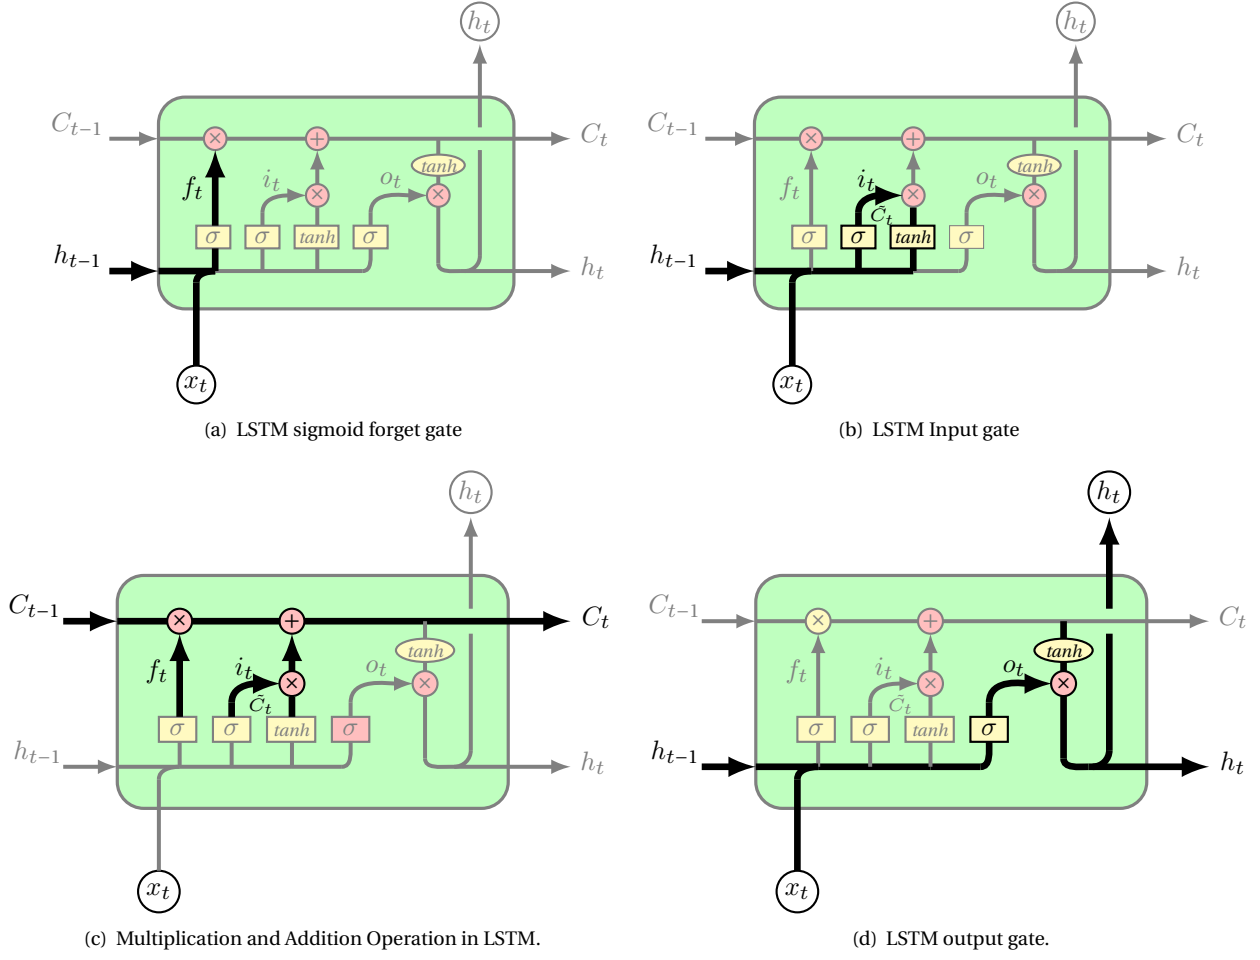 h_t
h_t
C_{t−1}
C_t
C_{t−1}
C_t
tanh
tanh
f_t
i_t
o_t
f_t
i_t
C̃_t
o_t
σ
σ
tanh
σ
σ
σ
tanh
σ
h_{t−1}
h_t
h_{t−1}
h_t
x_t
x_t
(a) LSTM sigmoid forget gate
(b) LSTM Input gate
h_t
h_t
C_{t−1}
C_t
C_{t−1}
C_t
tanh
tanh
f_t
i_t
C̃_t
o_t
f_t
i_t
C̃_t
o_t
σ
σ
tanh
σ
σ
σ
tanh
σ
h_{t−1}
h_t
h_{t−1}
h_t
x_t
x_t
(c) Multiplication and Addition Operation in LSTM.
(d) LSTM output gate.